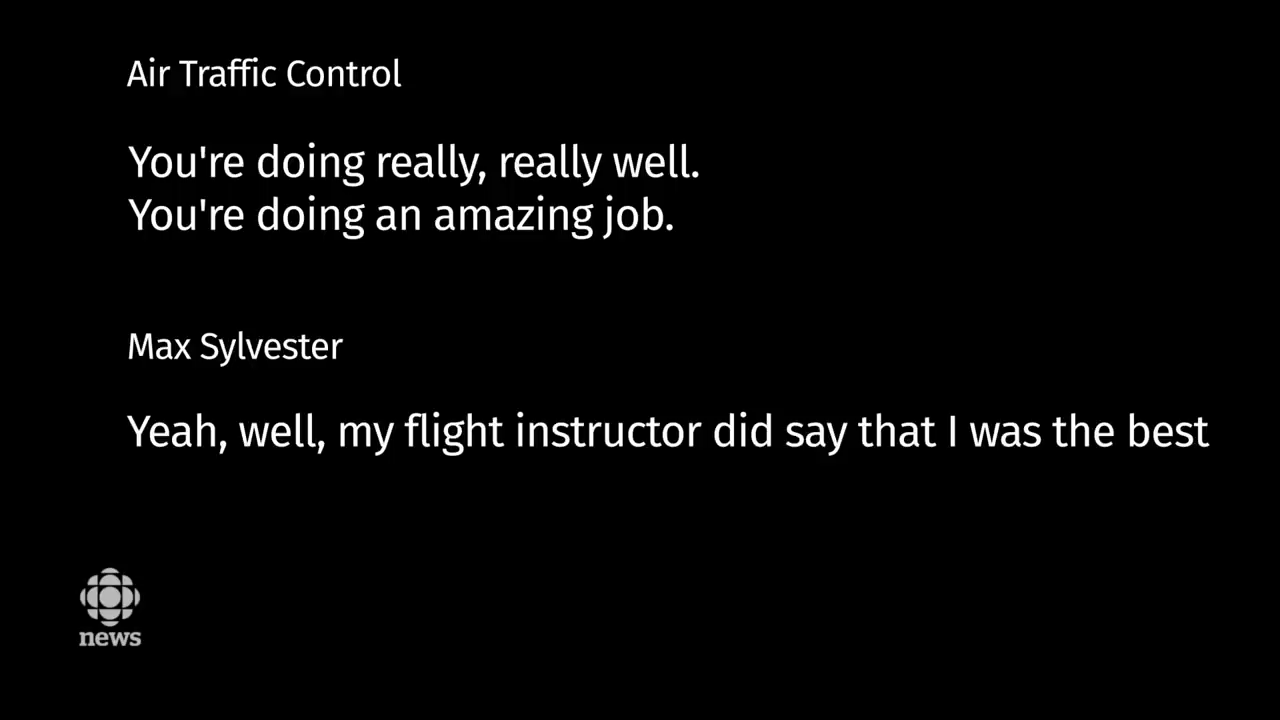 Air Traffic Control
You're doing really, really well.
You're doing an amazing job.
Max Sylvester
Yeah, well, my flight instructor did say that I was the best
news